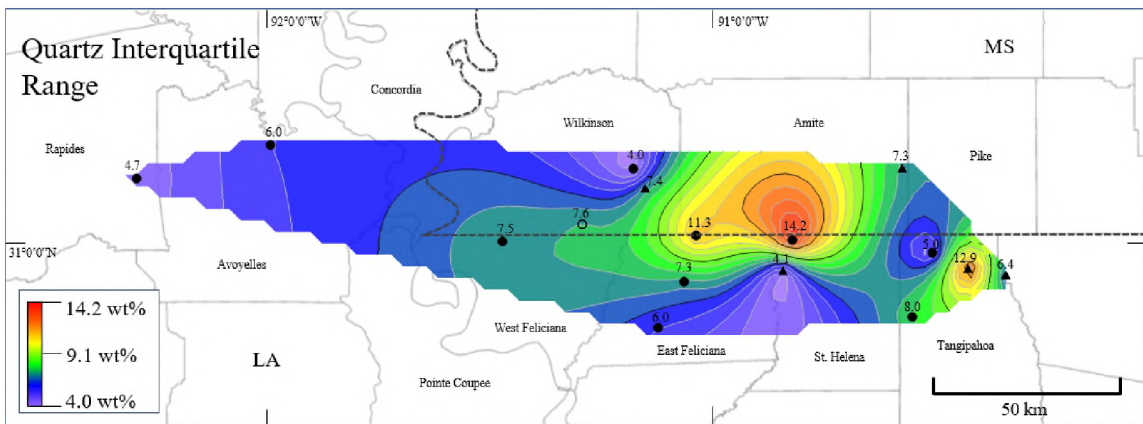 92°0'0"W
91°0'0"W
Quartz Interquartile
Range
MS
Concordia
Wilkinson
Amite
Rapides
Pike
6.0
4.7
4.0
7.4
7.3
7.6
7.5
11.3
14.2
5.0
31°0'0"N
4.1
12.9
6.4
7.3
Avoyelles
14.2 wt%
9.1 wt%
4.0 wt%
8.0
6.0
West Feliciana
East Feliciana
St. Helena
Tangipahoa
LA
Pointe Coupee
50 km